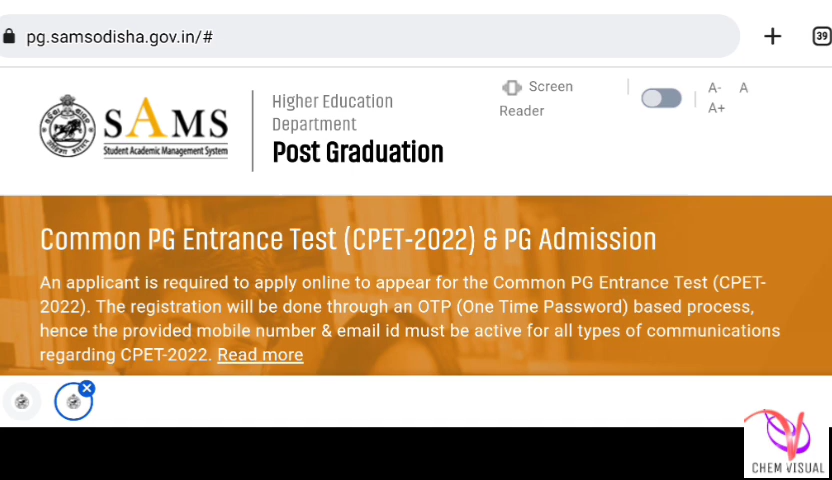 pg.samsodisha.gov.in/#
39
SAMS
Student Academic Management System
Higher Education
Department
Post Graduation
Screen
Reader
A- A
A+
Common PG Entrance Test (CPET-2022) & PG Admission
An applicant is required to apply online to appear for the Common PG Entrance Test (CPET-
2022). The registration will be done through an OTP (One Time Password) based process,
hence the provided mobile number & email id must be active for all types of communications
regarding CPET-2022. Read more
CHEM VISUAL